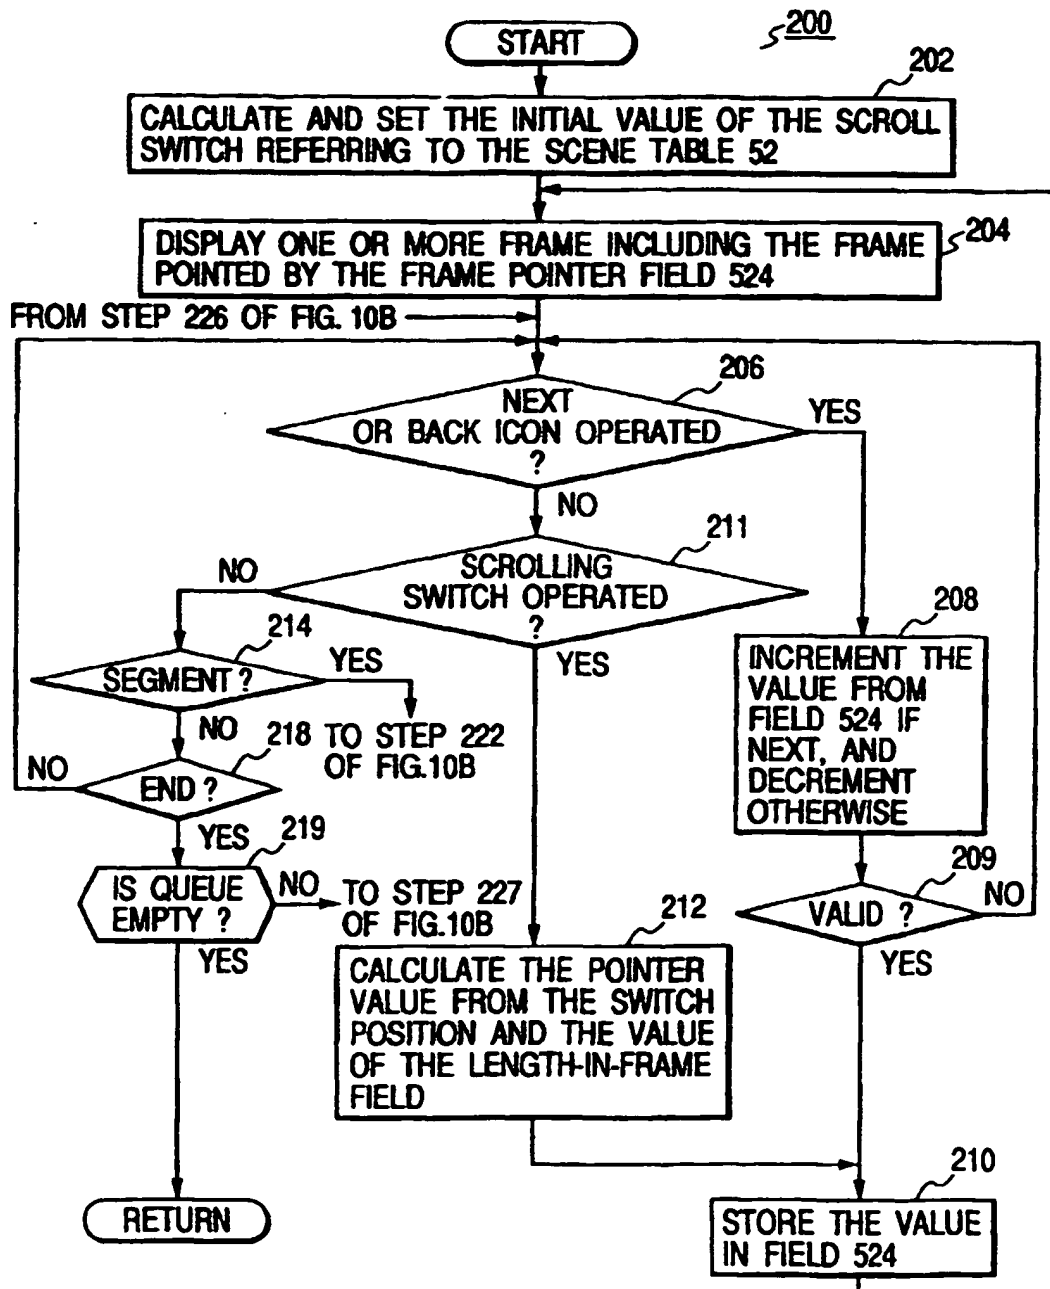 START
200
202
CALCULATE AND SET THE INITIAL VALUE OF THE SCROLL
SWITCH REFERRING TO THE SCENE TABLE 52
DISPLAY ONE OR MORE FRAME INCLUDING THE FRAME
POINTED BY THE FRAME POINTER FIELD 524
204
FROM STEP 226 OF FIG. 10B
206
NEXT
OR BACK ICON OPERATED
?
YES
NO
211
SCROLLING
SWITCH OPERATED
?
NO
YES
214
SEGMENT ?
YES
NO
TO STEP 222
OF FIG.10B
218
END ?
NO
YES
219
IS QUEUE
EMPTY ?
NO
TO STEP 227
OF FIG.10B
YES
208
INCREMENT THE
VALUE FROM
FIELD 524 IF
NEXT, AND
DECREMENT
OTHERWISE
209
VALID ?
NO
YES
212
CALCULATE THE POINTER
VALUE FROM THE SWITCH
POSITION AND THE VALUE
OF THE LENGTH-IN-FRAME
FIELD
RETURN
210
STORE THE VALUE
IN FIELD 524